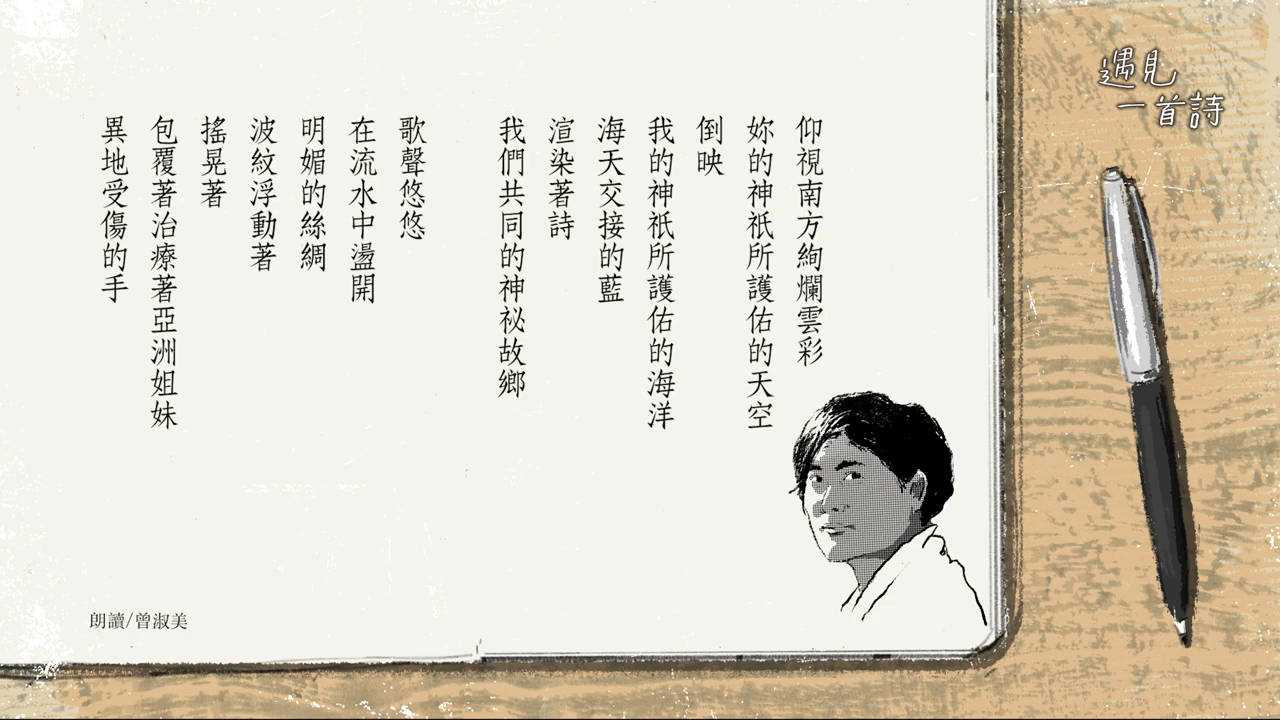 遇見
一首詩
仰視南方絢爛雲彩
妳的神祇所護佑的天空
倒映
我的神祇所護佑的海洋
海天交接的藍
渲染著詩
我們共同的神祕故鄉
歌聲悠悠
在流水中盪開
明媚的絲綢
波紋浮動著
搖晃著
包覆著治療著亞洲姐妹
異地受傷的手
朗讀/曾淑美